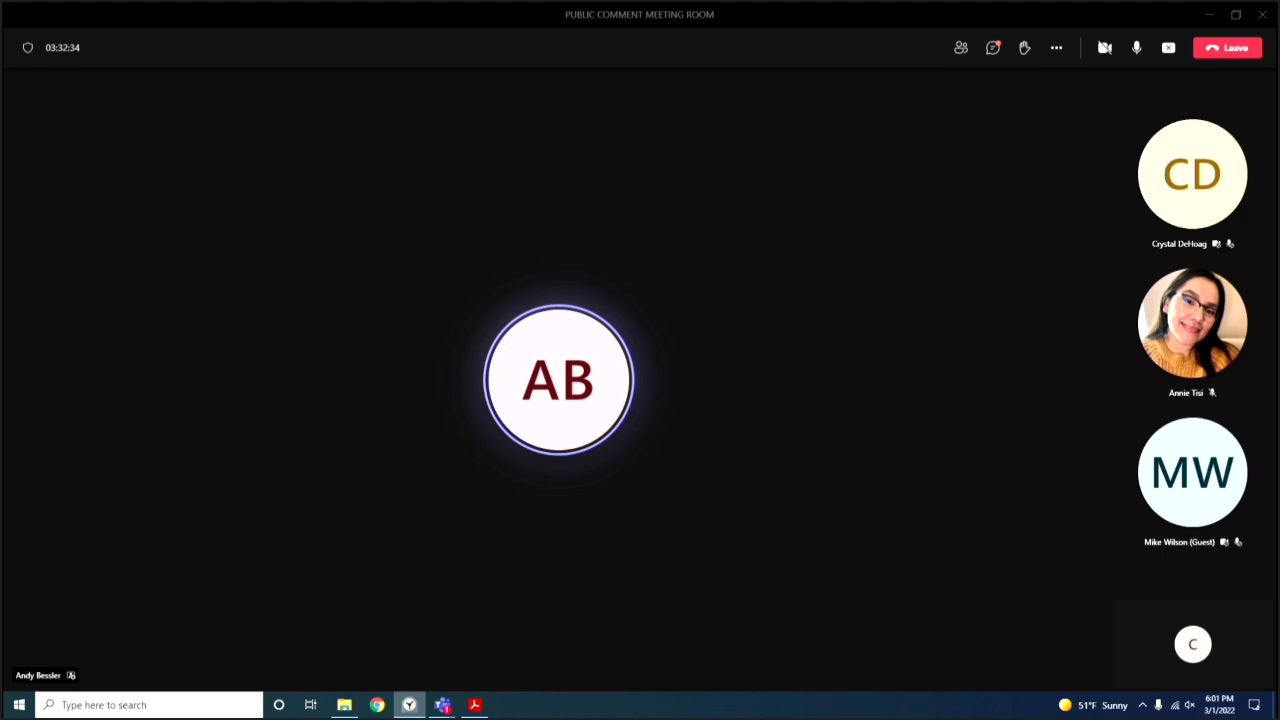 PUBLIC COMMENT MEETING ROOM
03:32:34
Leave
CD
Crystal DeHoag
Annie Tisi
AB
MW
Mike Wilson (Guest)
C
Andy Bessler
Type here to search
1
51°F Sunny
6:01 PM
3/1/2022